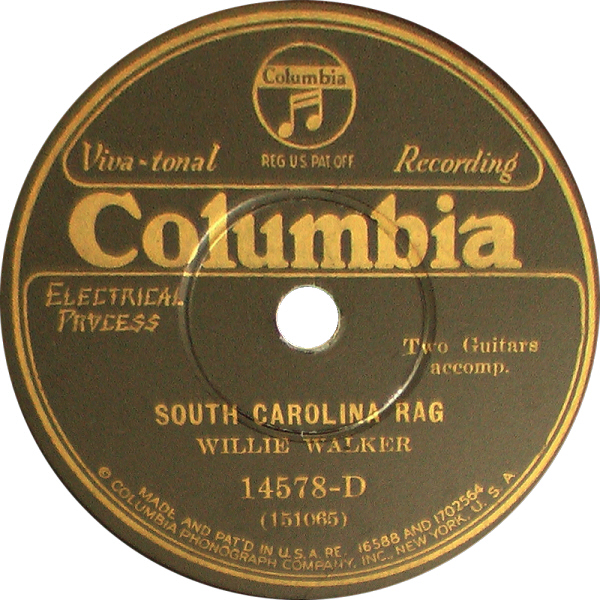 Columbia
REG U.S. PAT OFF
Viva-tonal Recording
Columbia
ELECTRICAL
PROCESS
Two Guitars
accomp.
SOUTH CAROLINA RAG
WILLIE WALKER
14578-D
(151065)
MADE AND PAT'D IN U.S.A. RE. 16588 AND 1702564
© COLUMBIA PHONOGRAPH COMPANY, INC., NEW YORK, U.S.A